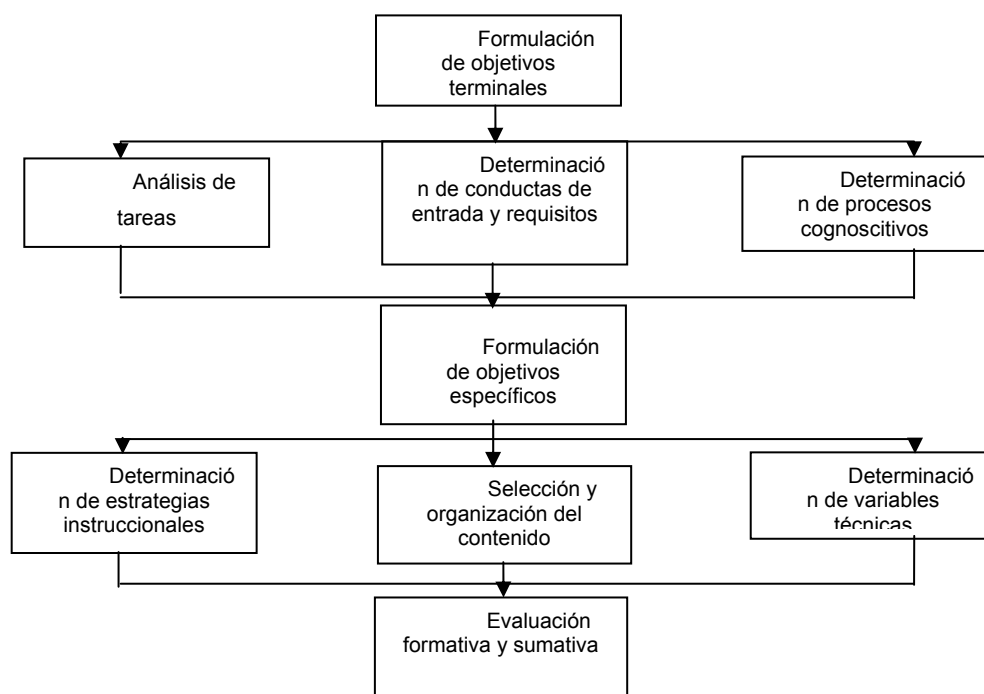 Formulación
de objetivos
terminales
Análisis de
tareas
Determinació
n de conductas de
entrada y requisitos
Determinació
n de procesos
cognoscitivos
Formulación
de objetivos
específicos
Determinació
n de estrategias
instruccionales
Selección y
organización del
contenido
Determinació
n de variables
técnicas
Evaluación
formativa y sumativa